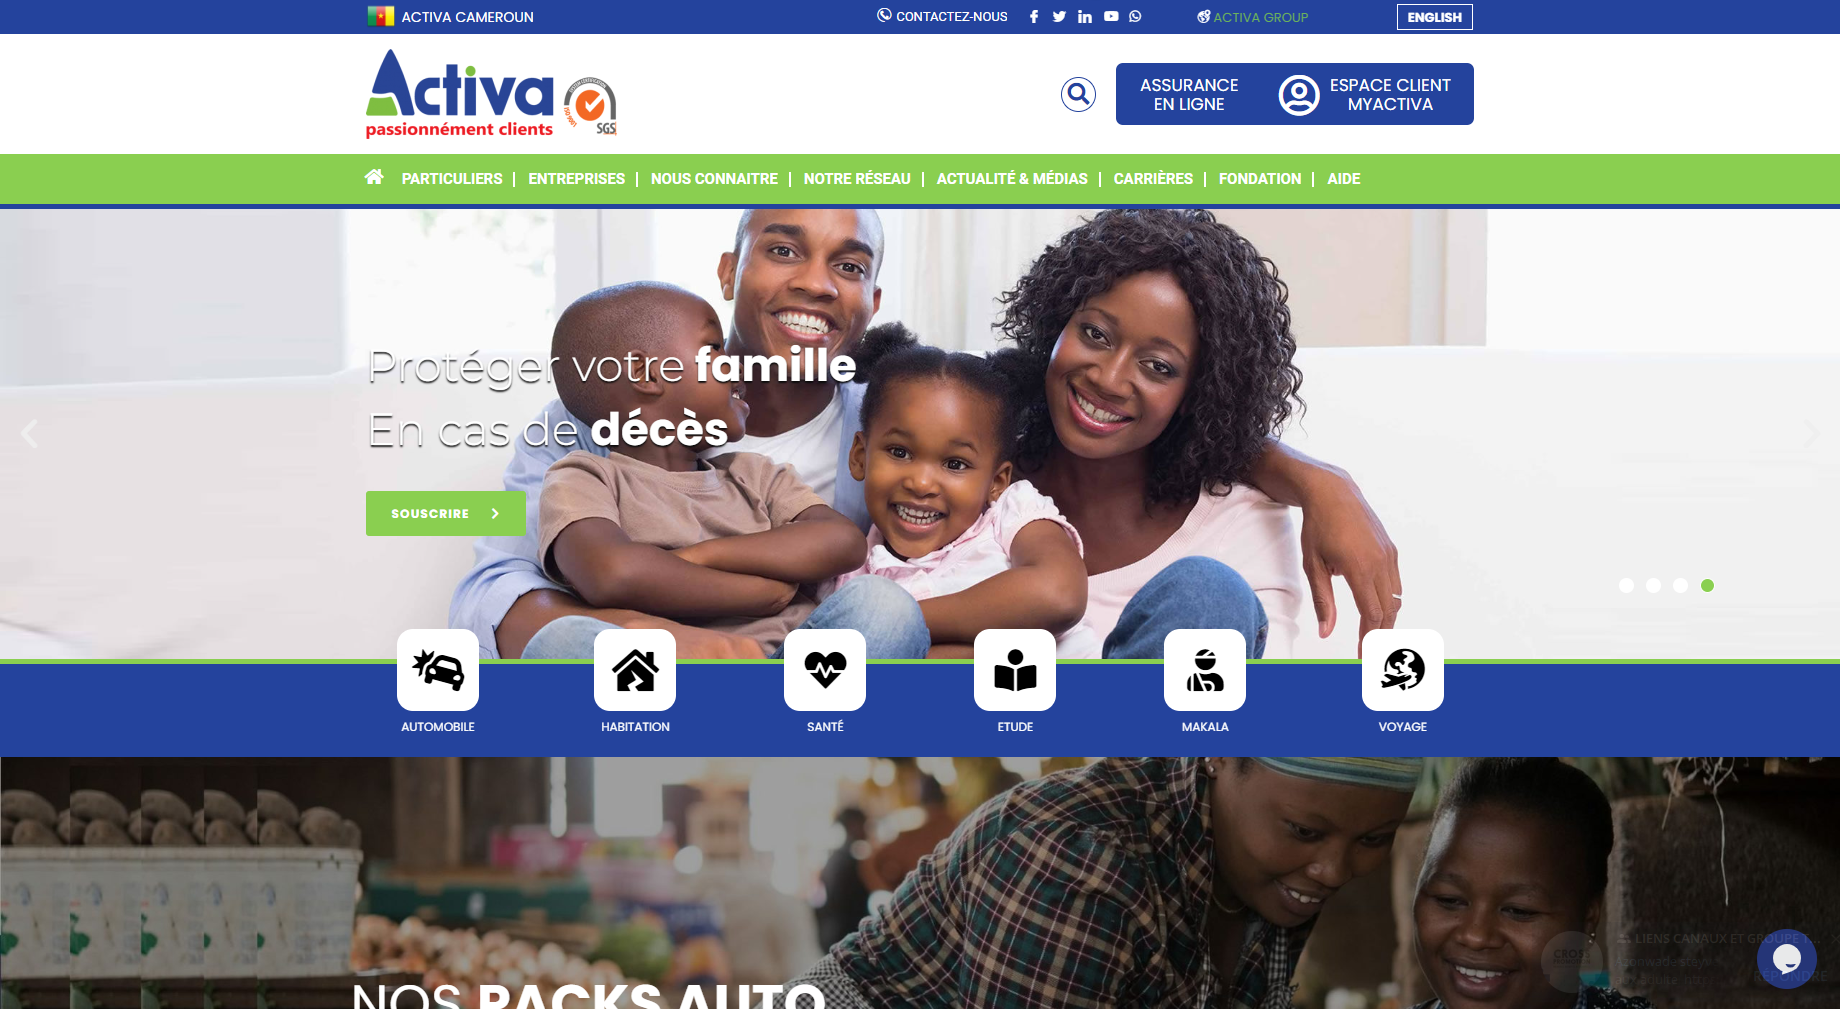 ACTIVA CAMEROUN
CONTACTEZ-NOUS
ACTIVA GROUP
ENGLISH
Activa
passionnément clients
SGS
ASSURANCE
EN LIGNE
ESPACE CLIENT
MYACTIVA
PARTICULIERS
ENTREPRISES
NOUS CONNAITRE
NOTRE RÉSEAU
ACTUALITÉ & MÉDIAS
CARRIÈRES
FONDATION
AIDE
Protéger votre famille
En cas de décès
SOUSCRIRE
AUTOMOBILE
HABITATION
SANTÉ
ETUDE
MAKALA
VOYAGE
NOS PACKS AUTO
CROSS
LIENS CANAUX ET GROUPE T...
RÉPONDRE